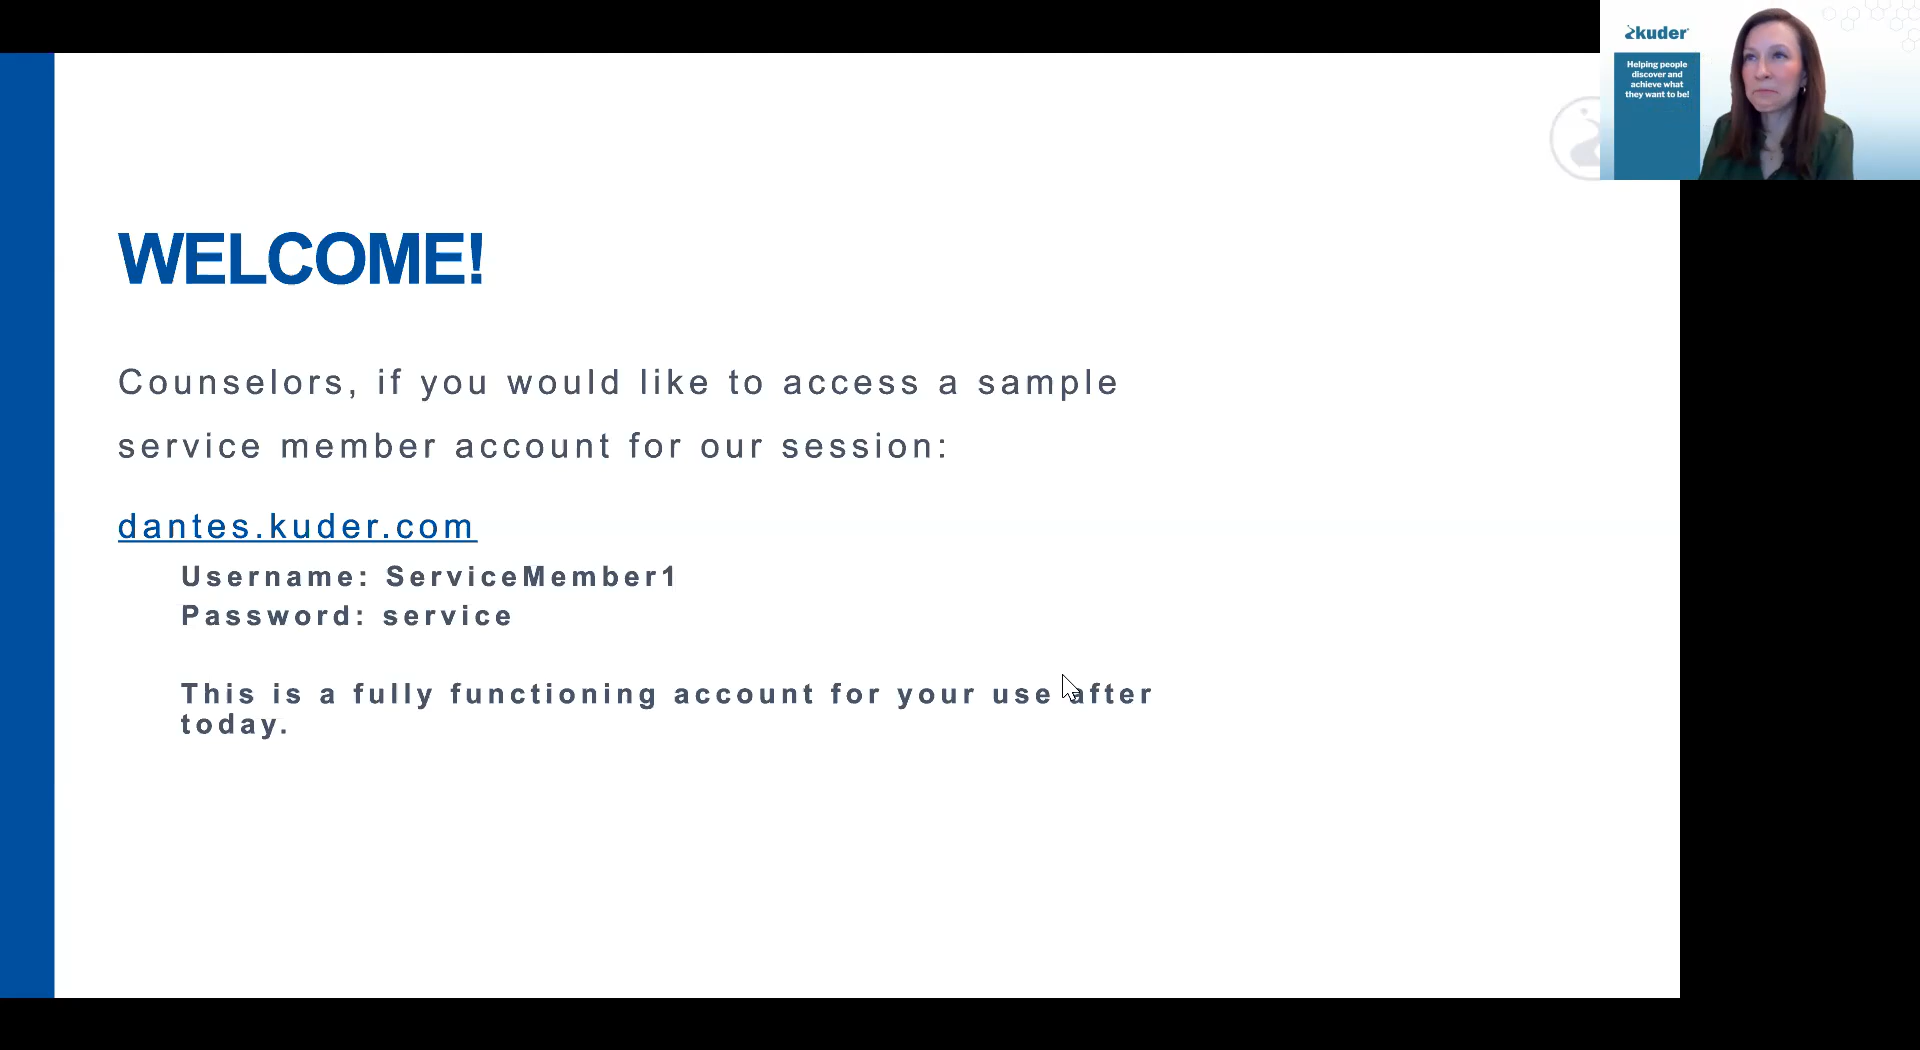 kuder
Helping people
discover and
achieve what
they want to be!
WELCOME!
Counselors, if you would like to access a sample
service member account for our session:
dantes.kuder.com
Username: ServiceMember1
Password: service
This is a fully functioning account for your use after
today.